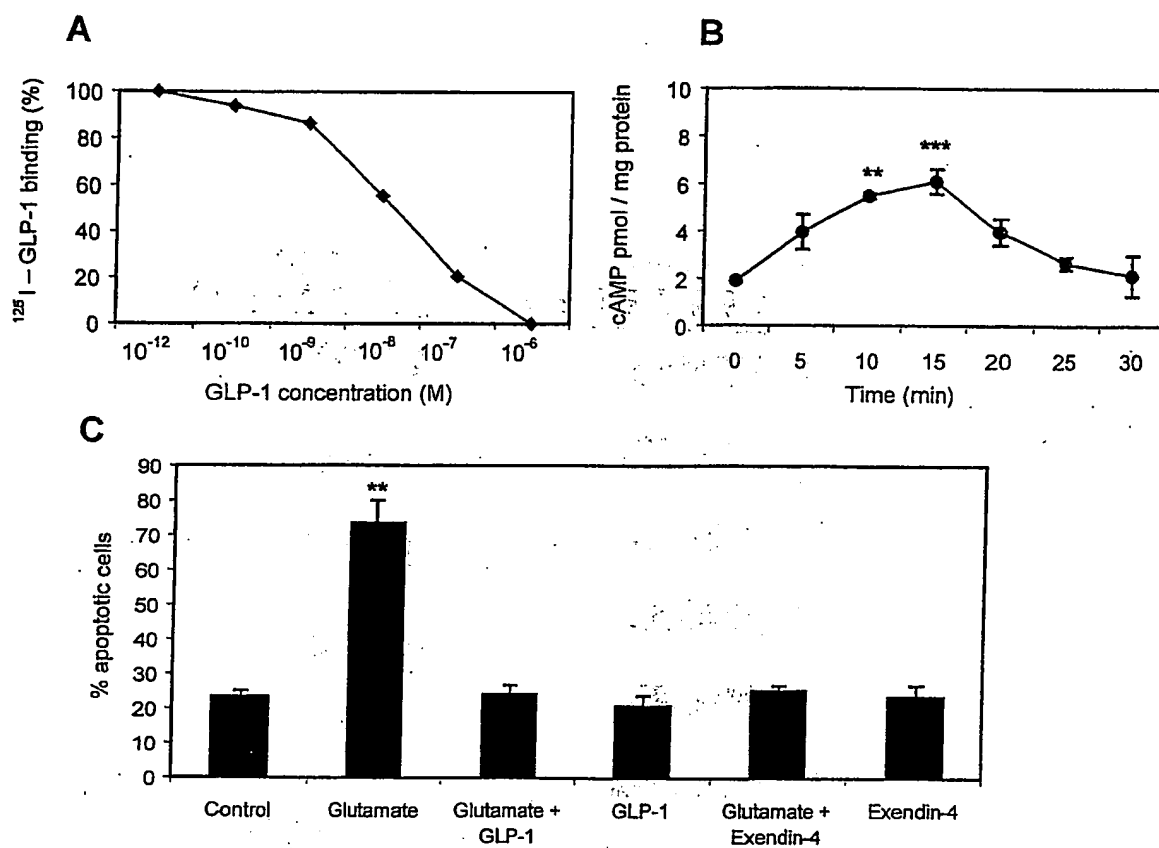 A
¹²⁵I – GLP-1 binding (%)
100
80
60
40
20
0
10⁻¹² 10⁻¹⁰ 10⁻⁹ 10⁻⁸ 10⁻⁷ 10⁻⁶
GLP-1 concentration (M)
B
cAMP pmol / mg protein
10
8
6
4
2
0
** ***
0 5 10 15 20 25 30
Time (min)
C
% apoptotic cells
90
80
70
60
50
40
30
20
10
0
**
Control Glutamate Glutamate + GLP-1 Glutamate + Exendin-4
GLP-1 Exendin-4